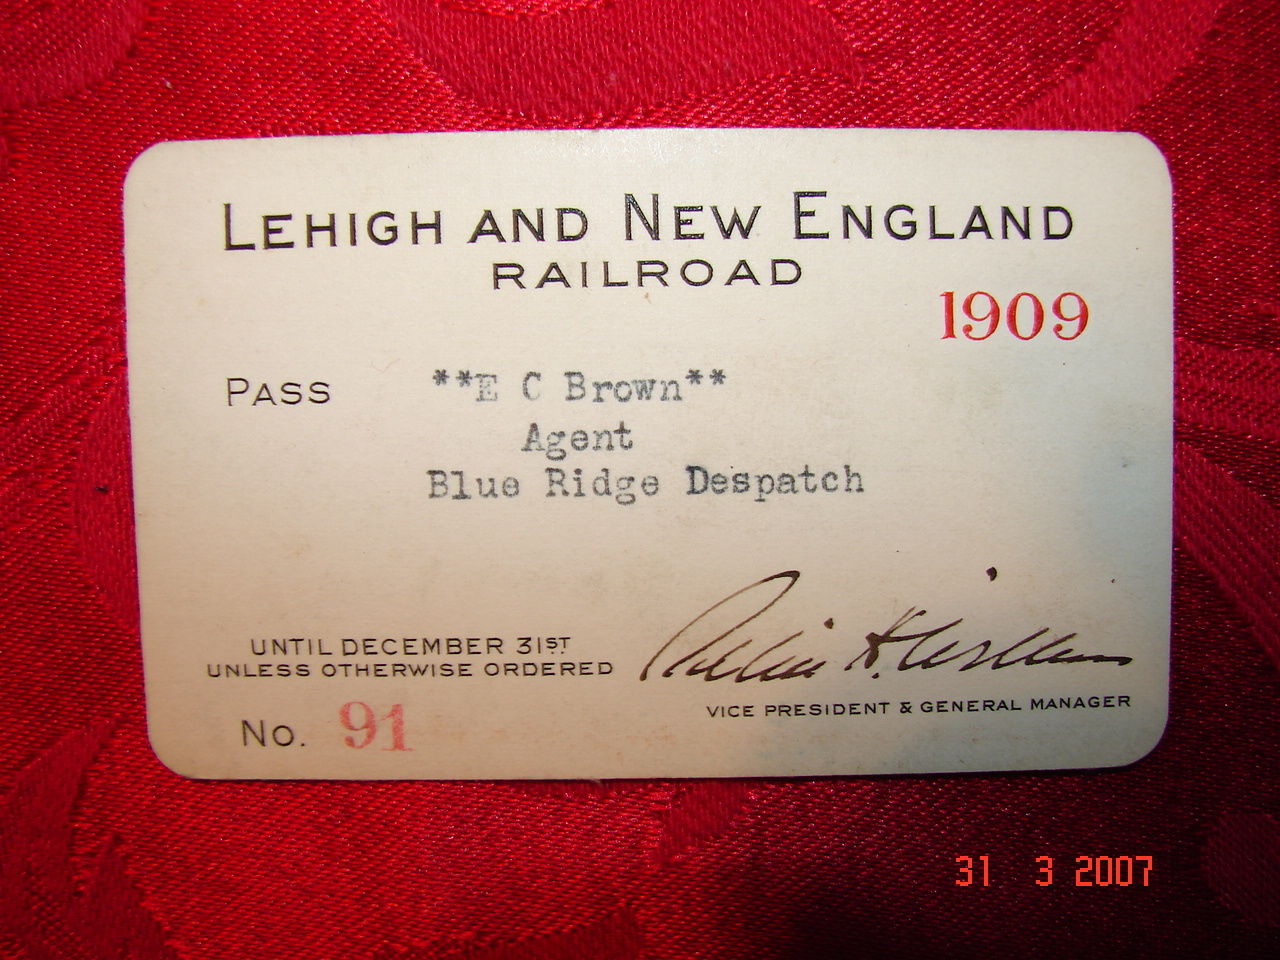 LEHIGH AND NEW ENGLAND
RAILROAD
1909
PASS **E C Brown**
Agent
Blue Ridge Despatch
UNTIL DECEMBER 31ST
UNLESS OTHERWISE ORDERED
VICE PRESIDENT & GENERAL MANAGER
No. 91
31 3 2007